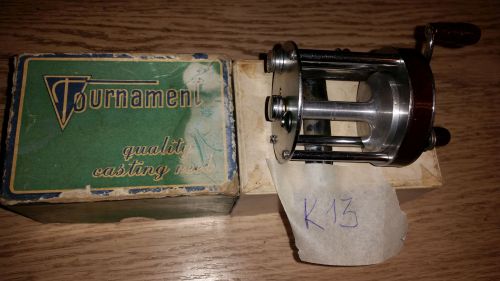 Tournament
quality
casting reel
K13